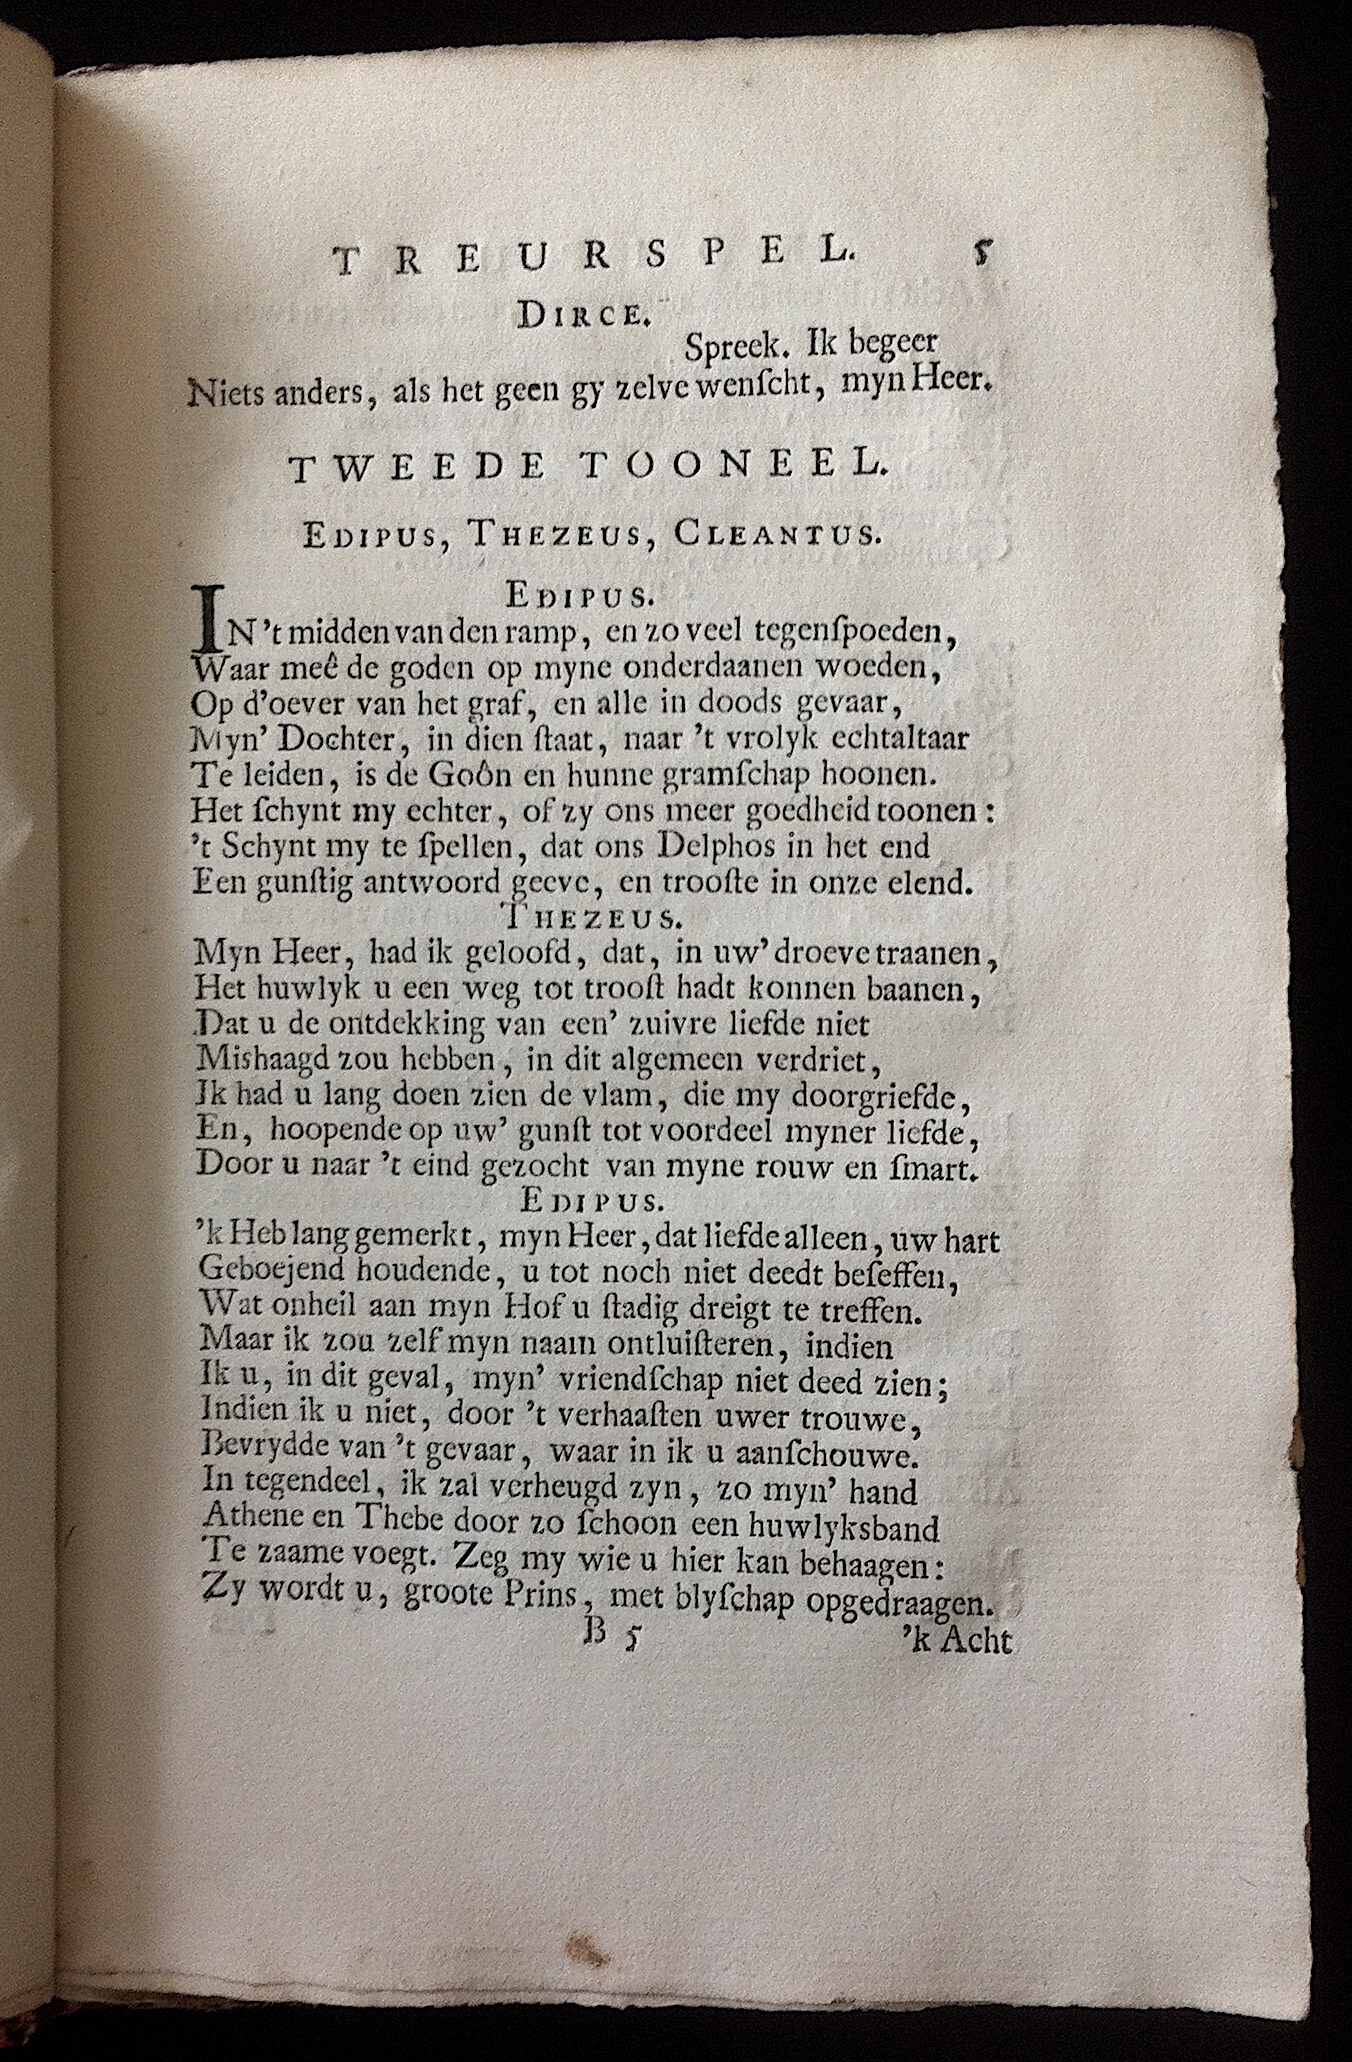 TREURSPEL. 5
DIRCE.
Spreek. Ik begeer
Niets anders, als het geen gy zelve wenſcht, myn Heer.
TWEEDE TOONEEL.
EDIPUS, THEZEUS, CLEANTUS.
EDIPUS.
IN 't midden van den ramp, en zo veel tegenſpoeden,
Waar meê de goden op myne onderdaanen woeden,
Op d'oever van het graf, en alle in doods gevaar,
Myn' Dochter, in dien ſtaat, naar 't vrolyk echtaltaar
Te leiden, is de Goôn en hunne gramſchap hoonen.
Het ſchynt my echter, of zy ons meer goedheid toonen:
't Schynt my te ſpellen, dat ons Delphos in het end
Een gunſtig antwoord geeve, en trooſte in onze elend.
THEZEUS.
Myn Heer, had ik geloofd, dat, in uw' droeve traanen,
Het huwlyk u een weg tot trooſt hadt konnen baanen,
Dat u de ontdekking van een' zuivre liefde niet
Mishaagd zou hebben, in dit algemeen verdriet,
Ik had u lang doen zien de vlam, die my doorgriefde,
En, hoopende op uw' gunſt tot voordeel myner liefde,
Door u naar 't eind gezocht van myne rouw en ſmart.
EDIPUS.
'k Heb lang gemerkt, myn Heer, dat liefde alleen, uw hart
Geboejend houdende, u tot noch niet deedt beſeffen,
Wat onheil aan myn Hof u ſtadig dreigt te treffen.
Maar ik zou zelf myn naam ontluiſteren, indien
Ik u, in dit geval, myn' vriendſchap niet deed zien;
Indien ik u niet, door 't verhaaſten uwer trouwe,
Bevrydde van 't gevaar, waar in ik u aanſchouwe.
In tegendeel, ik zal verheugd zyn, zo myn' hand
Athene en Thebe door zo ſchoon een huwlyksband
Te zaame voegt. Zeg my wie u hier kan behaagen:
Zy wordt u, groote Prins, met blyſchap opgedraagen.
B 5 'k Acht